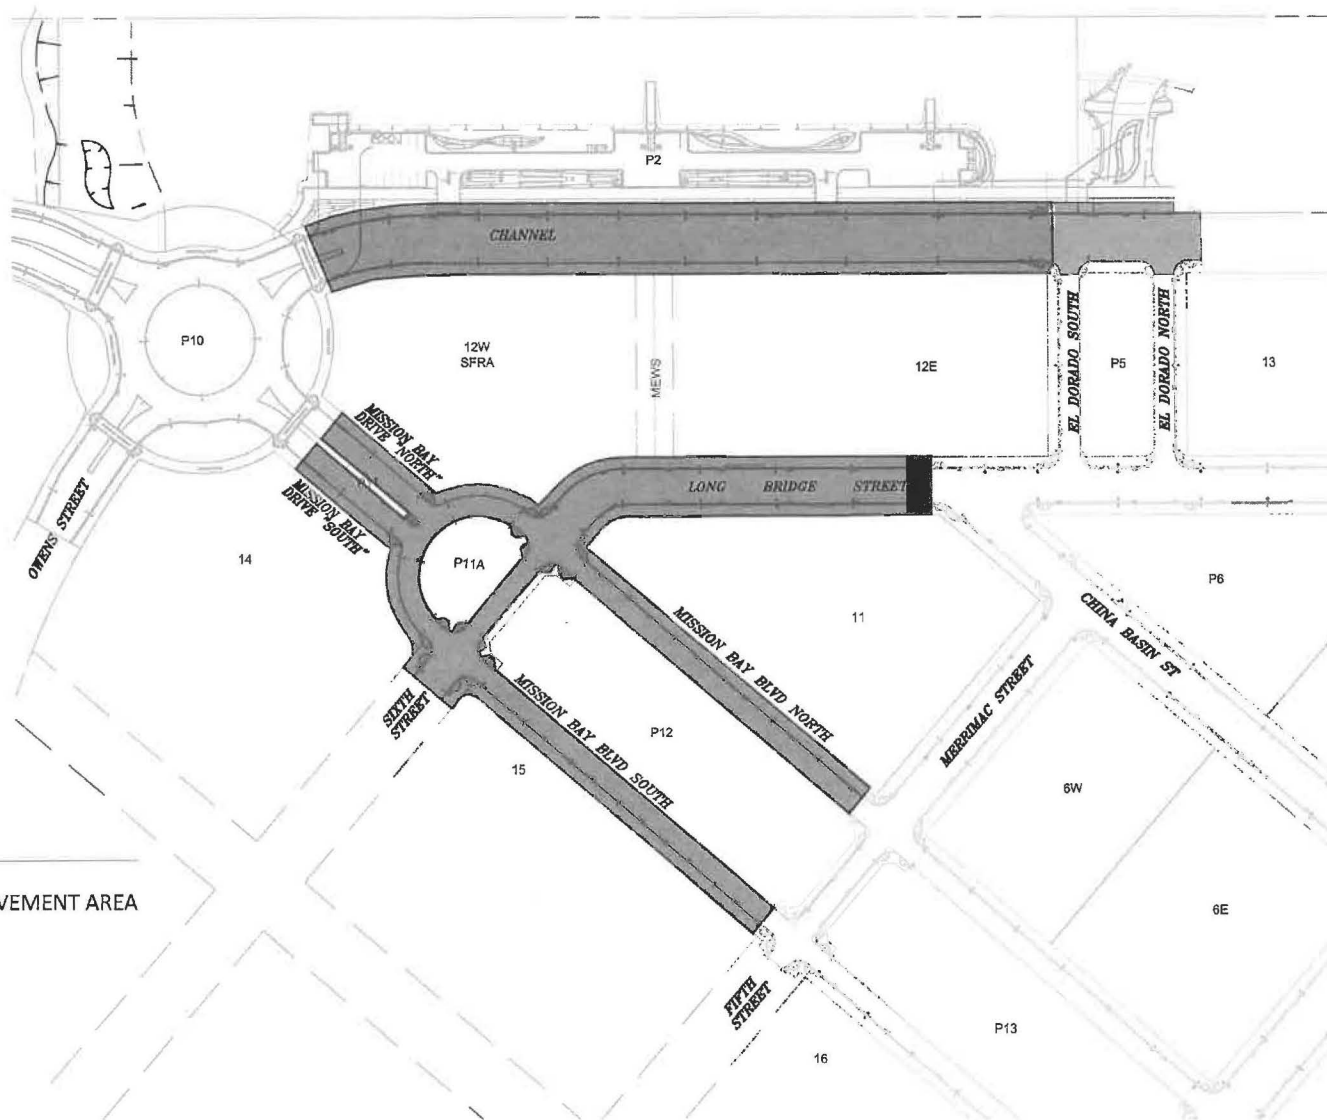 P2
CHANNEL
P10
12W
SFRA
MEWS
12E
EL DORADO SOUTH
P5
EL DORADO NORTH
13
MISSION BAY
DRIVE "NORTH"
MISSION BAY
DRIVE "SOUTH"
LONG BRIDGE STREET
OWENS STREET
14
P11A
11
P6
CHINA BASIN ST
MISSION BAY BLVD NORTH
MERRIMAC STREET
SIXTH
STREET
MISSION BAY BLVD SOUTH
P12
15
6W
VEMENT AREA
6E
FIFTH
STREET
P13
16